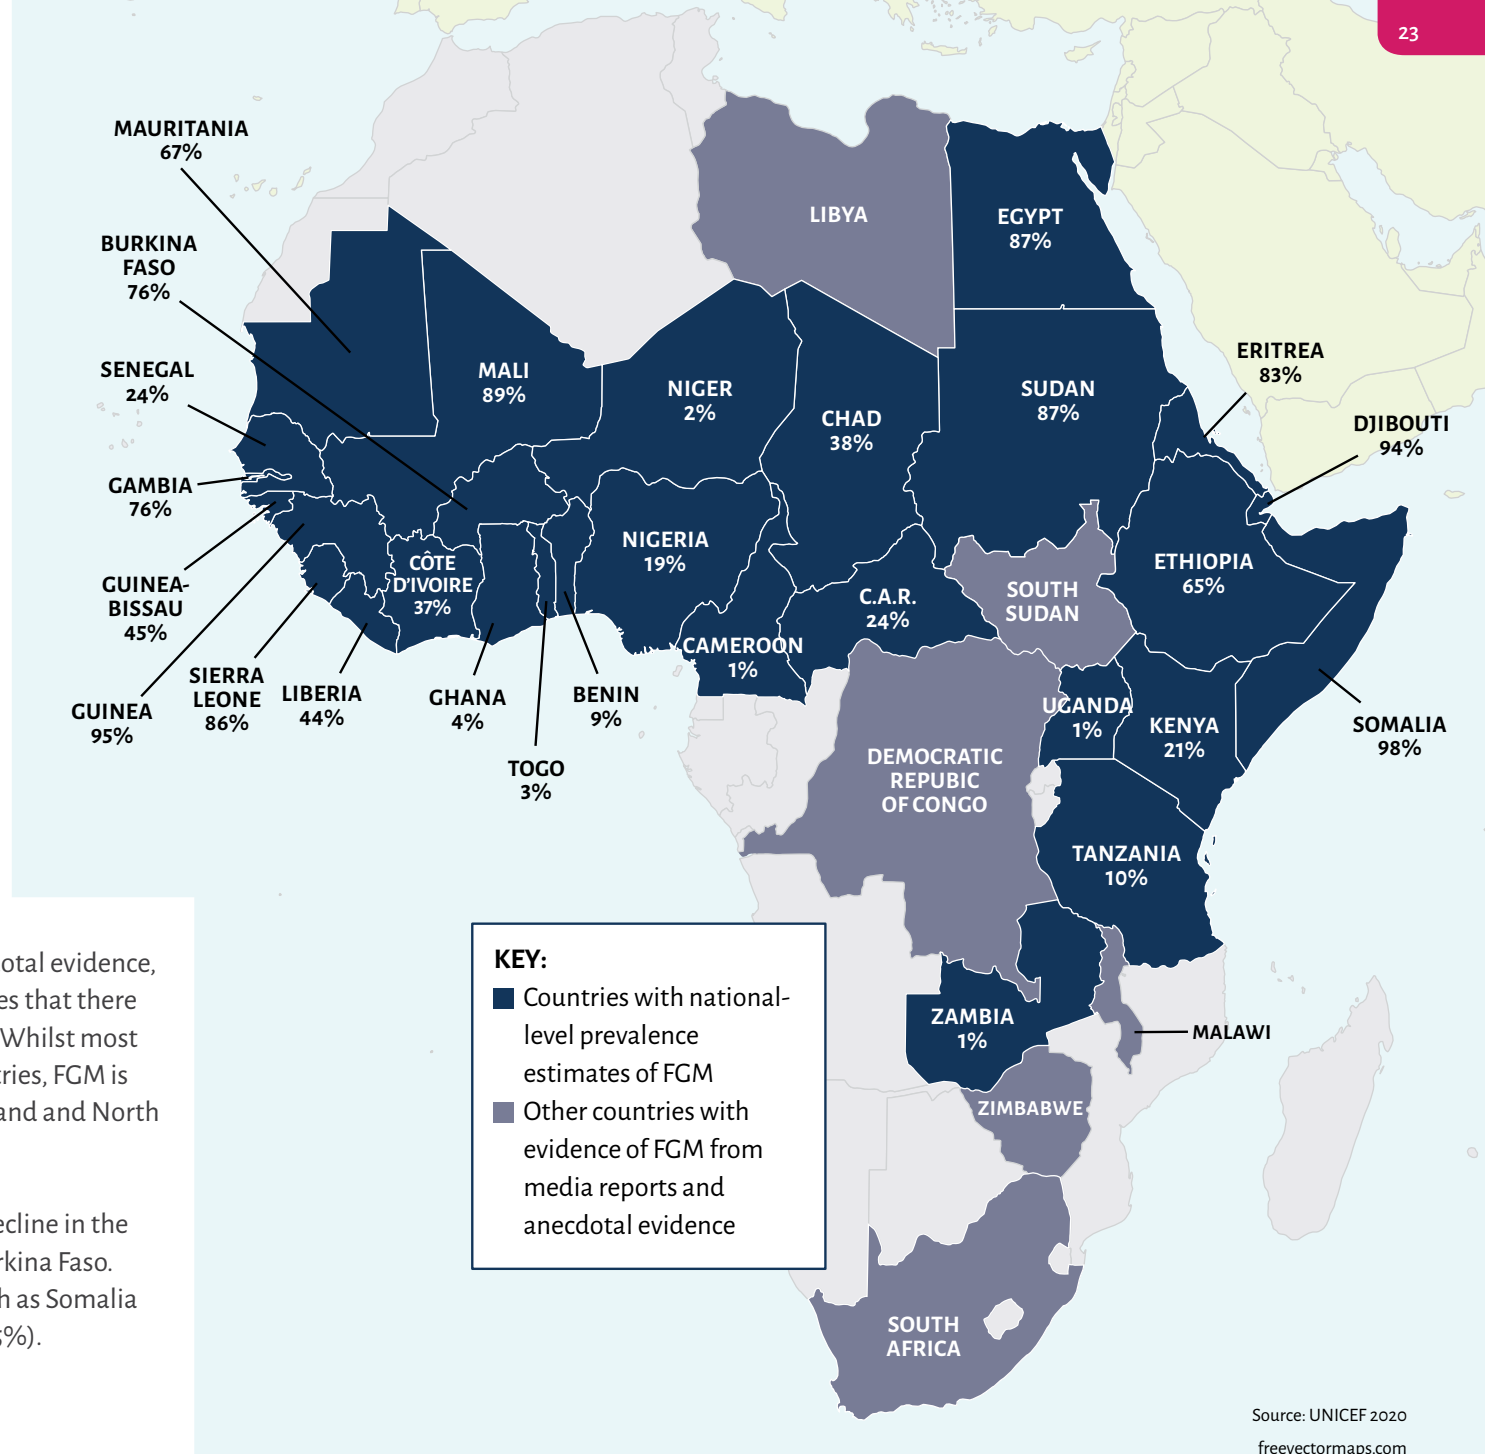 23
MAURITANIA
67%
BURKINA
FASO
76%
SENEGAL
24%
GAMBIA
76%
GUINEA-
BISSAU
45%
GUINEA
95%
SIERRA
LEONE
86%
LIBERIA
44%
GHANA
4%
TOGO
3%
BENIN
9%
MALI
89%
CÔTE
D'IVOIRE
37%
NIGER
2%
NIGERIA
19%
CAMEROON
1%
LIBYA
CHAD
38%
C.A.R.
24%
EGYPT
87%
SUDAN
87%
SOUTH
SUDAN
ERITREA
83%
DJIBOUTI
94%
ETHIOPIA
65%
SOMALIA
98%
UGANDA
1%
KENYA
21%
DEMOCRATIC
REPUBIC
OF CONGO
TANZANIA
10%
ZAMBIA
1%
MALAWI
ZIMBABWE
SOUTH
AFRICA
KEY:
Countries with national-
level prevalence
estimates of FGM
Other countries with
evidence of FGM from
media reports and
anecdotal evidence
otal evidence,
es that there
Whilst most
tries, FGM is
and and North
ecline in the
rkina Faso.
h as Somalia
%).
Source: UNICEF 2020
freevectormaps.com